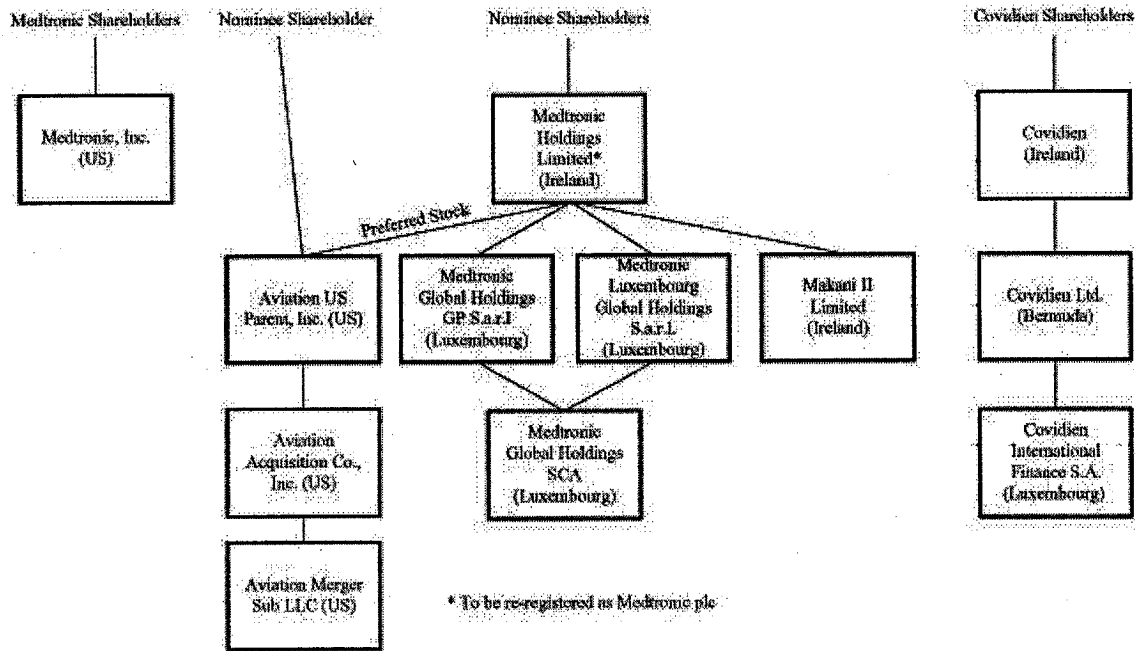 Medtronic Shareholders
Nominee Shareholder
Nominee Shareholders
Covidien Shareholders
Medtronic, Inc.
(US)
Medtronic
Holdings
Limited*
(Ireland)
Covidien
(Ireland)
Preferred Stock
Aviation US
Parent, Inc. (US)
Medtronic
Global Holdings
GP S.a.r.l
(Luxembourg)
Medtronic
Luxembourg
Global Holdings
S.a.r.l.
(Luxembourg)
Makani II
Limited
(Ireland)
Covidien Ltd.
(Bermuda)
Aviation
Acquisition Co.,
Inc. (US)
Medtronic
Global Holdings
SCA
(Luxembourg)
Covidien
International
Finance S.A.
(Luxembourg)
Aviation Merger
Sub LLC (US)
* To be re-registered as Medtronic plc